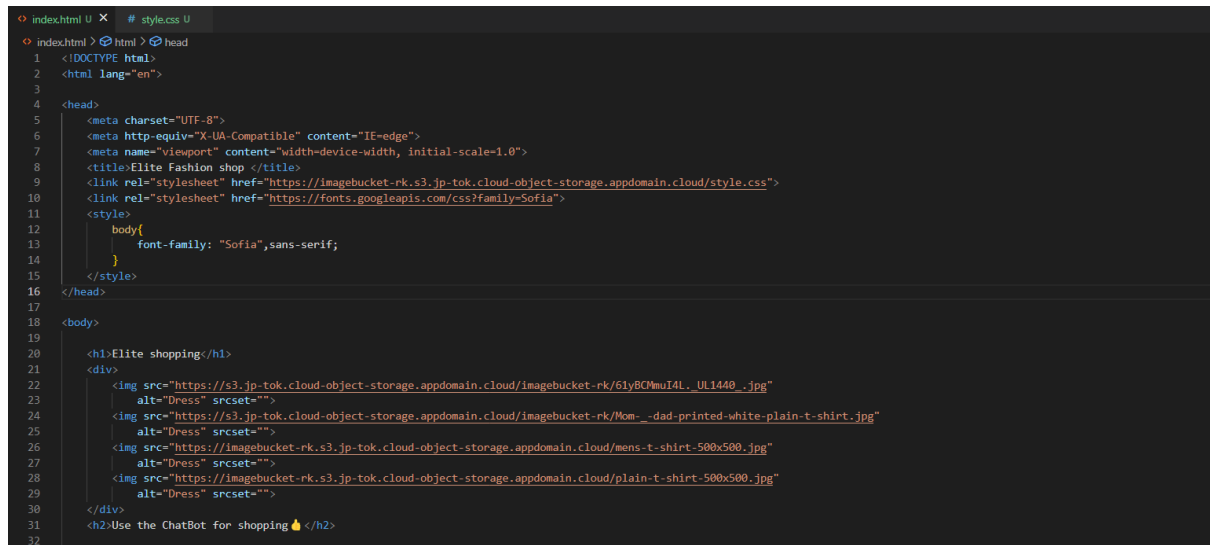 index.html U × # style.css U
index.html > html > head
1 <!DOCTYPE html>
2 <html lang="en">
3
4 <head>
5 <meta charset="UTF-8">
6 <meta http-equiv="X-UA-Compatible" content="IE=edge">
7 <meta name="viewport" content="width=device-width, initial-scale=1.0">
8 <title>Elite Fashion shop </title>
9 <link rel="stylesheet" href="https://imagebucket-rk.s3.jp-tok.cloud-object-storage.appdomain.cloud/style.css">
10 <link rel="stylesheet" href="https://fonts.googleapis.com/css?family=Sofia">
11 <style>
12 body{
13 font-family: "Sofia",sans-serif;
14 }
15 </style>
16 </head>
17
18 <body>
19
20 <h1>Elite shopping</h1>
21 <div>
22 <img src="https://s3.jp-tok.cloud-object-storage.appdomain.cloud/imagebucket-rk/61yBCMmuI4L._UL1440_.jpg"
23 alt="Dress" srcset="">
24 <img src="https://s3.jp-tok.cloud-object-storage.appdomain.cloud/imagebucket-rk/Mom-_-dad-printed-white-plain-t-shirt.jpg"
25 alt="Dress" srcset="">
26 <img src="https://imagebucket-rk.s3.jp-tok.cloud-object-storage.appdomain.cloud/mens-t-shirt-500x500.jpg"
27 alt="Dress" srcset="">
28 <img src="https://imagebucket-rk.s3.jp-tok.cloud-object-storage.appdomain.cloud/plain-t-shirt-500x500.jpg"
29 alt="Dress" srcset="">
30 </div>
31 <h2>Use the ChatBot for shopping👍</h2>
32